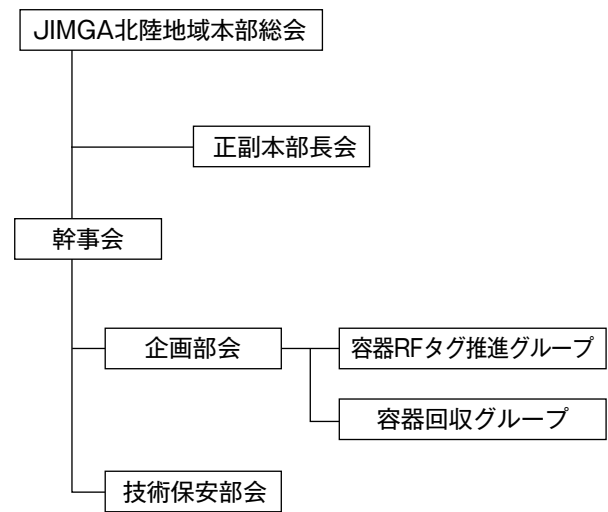 JIMGA北陸地域本部総会
正副本部長会
幹事会
企画部会
容器RFタグ推進グループ
容器回収グループ
技術保安部会